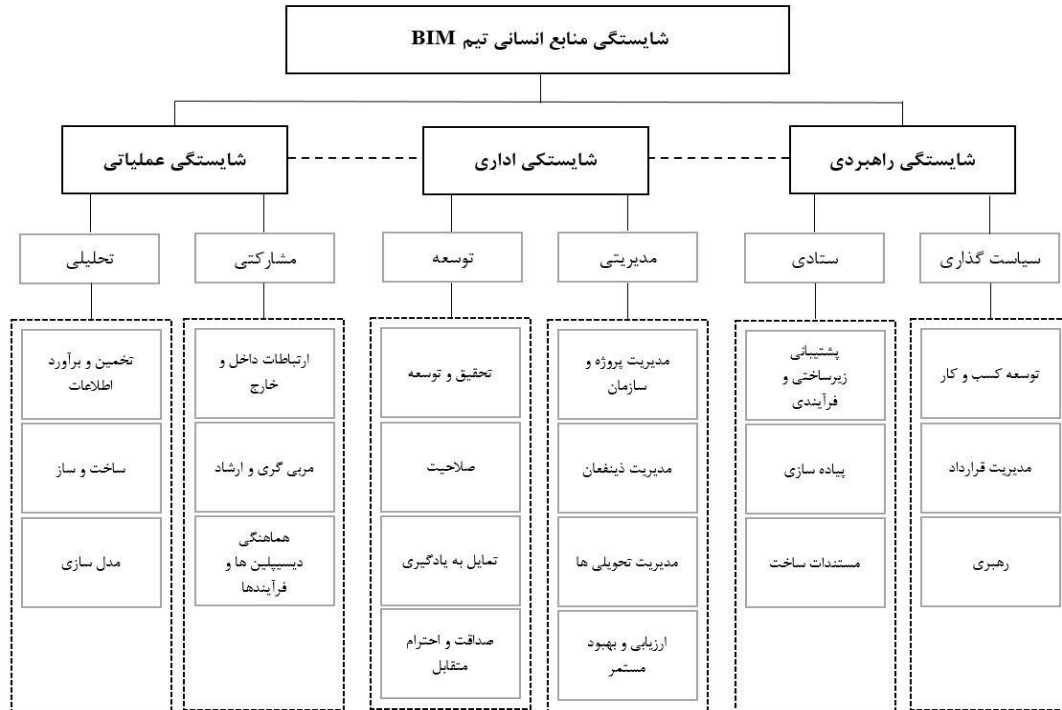 شایستگی منابع انسانی تیم BIM
شایستگی راهبردی
شایستکی اداری
شایستگی عملیاتی
سیاست گذاری
ستادی
مدیریتی
توسعه
مشارکتی
تحلیلی
توسعه کسب و کار
مدیریت قرارداد
رهبری
پشتیبانی
زیرساختی و
فرآیندی
پیاده سازی
مستندات ساخت
مدیریت پروژه و
سازمان
مدیریت ذینفعان
مدیریت تحویلی ها
ارزیابی و بهبود
مستمر
تحقیق و توسعه
صلاحیت
تمایل به یادگیری
صداقت و احترام
متقابل
ارتباطات داخل و
خارج
مربی گری و ارشاد
هماهنگی
دیسیپلین ها و
فرآیندها
تخمین و برآورد
اطلاعات
ساخت و ساز
مدل سازی